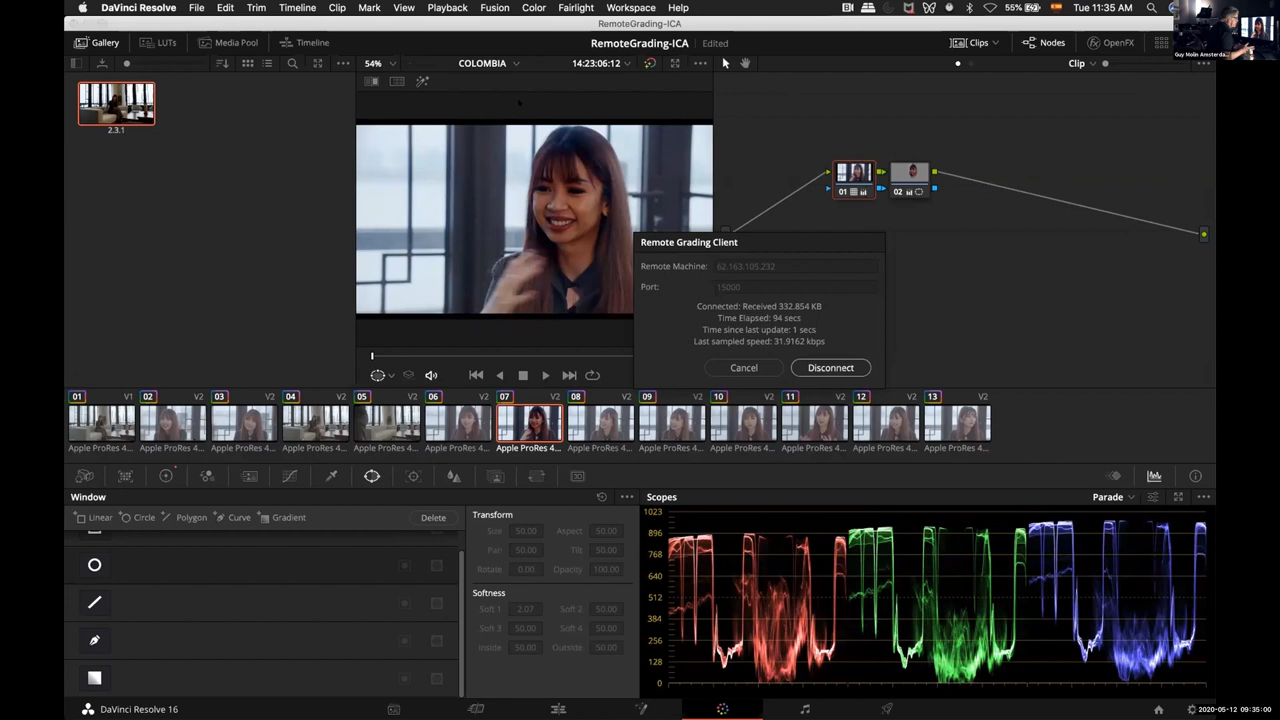 DaVinci Resolve File Edit Trim Timeline Clip Mark View Playback Fusion Color Fairlight Workspace Help 55% Tue 11:35 AM
RemoteGrading-ICA
Gallery LUTs Media Pool Timeline RemoteGrading-ICA Edited Clips Nodes OpenFX
Guy Molin Amsterda...
54% COLOMBIA 14:23:06:12 Clip
2.3.1
01 02
Remote Grading Client
Remote Machine: 62.163.105.232
Port: 15000
Connected: Received 332.854 KB
Time Elapsed: 94 secs
Time since last update: 1 secs
Last sampled speed: 31.9162 kbps
Cancel Disconnect
01 V1 02 V2 03 V2 04 V2 05 V2 06 V2 07 V2 08 V2 09 V2 10 V2 11 V2 12 V2 13 V2
Apple ProRes 4... Apple ProRes 4... Apple ProRes 4... Apple ProRes 4... Apple ProRes 4... Apple ProRes 4... Apple ProRes 4... Apple ProRes 4... Apple ProRes 4... Apple ProRes 4... Apple ProRes 4... Apple ProRes 4... Apple ProRes 4...
Window Scopes Parade
Linear Circle Polygon Curve Gradient Delete
Transform
Size 50.00 Aspect 50.00
Pan 50.00 Tilt 50.00
Rotate 0.00 Opacity 100.00
Softness
Soft 1 2.07 Soft 2 50.00
Soft 3 50.00 Soft 4 50.00
Inside 50.00 Outside 50.00
1023
896
768
640
512
384
256
128
0
DaVinci Resolve 16
2020-05-12 09:35:00